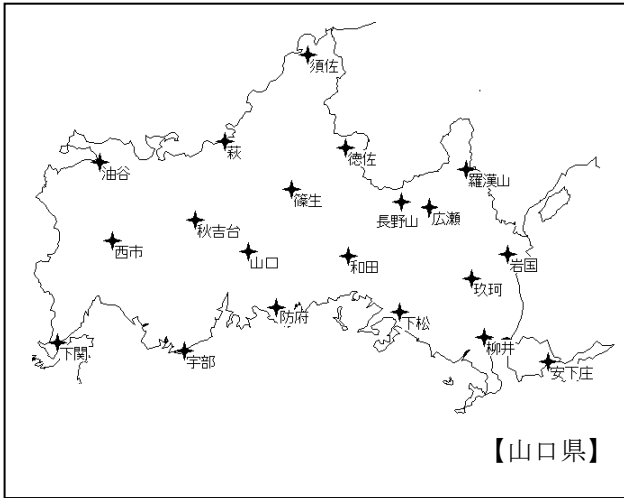 須佐
萩
徳佐
油谷
羅漢山
篠生
長野山
広瀬
秋吉台
西市
山口
和田
岩国
玖珂
防府
下松
下関
宇部
柳井
安下庄
【山口県】